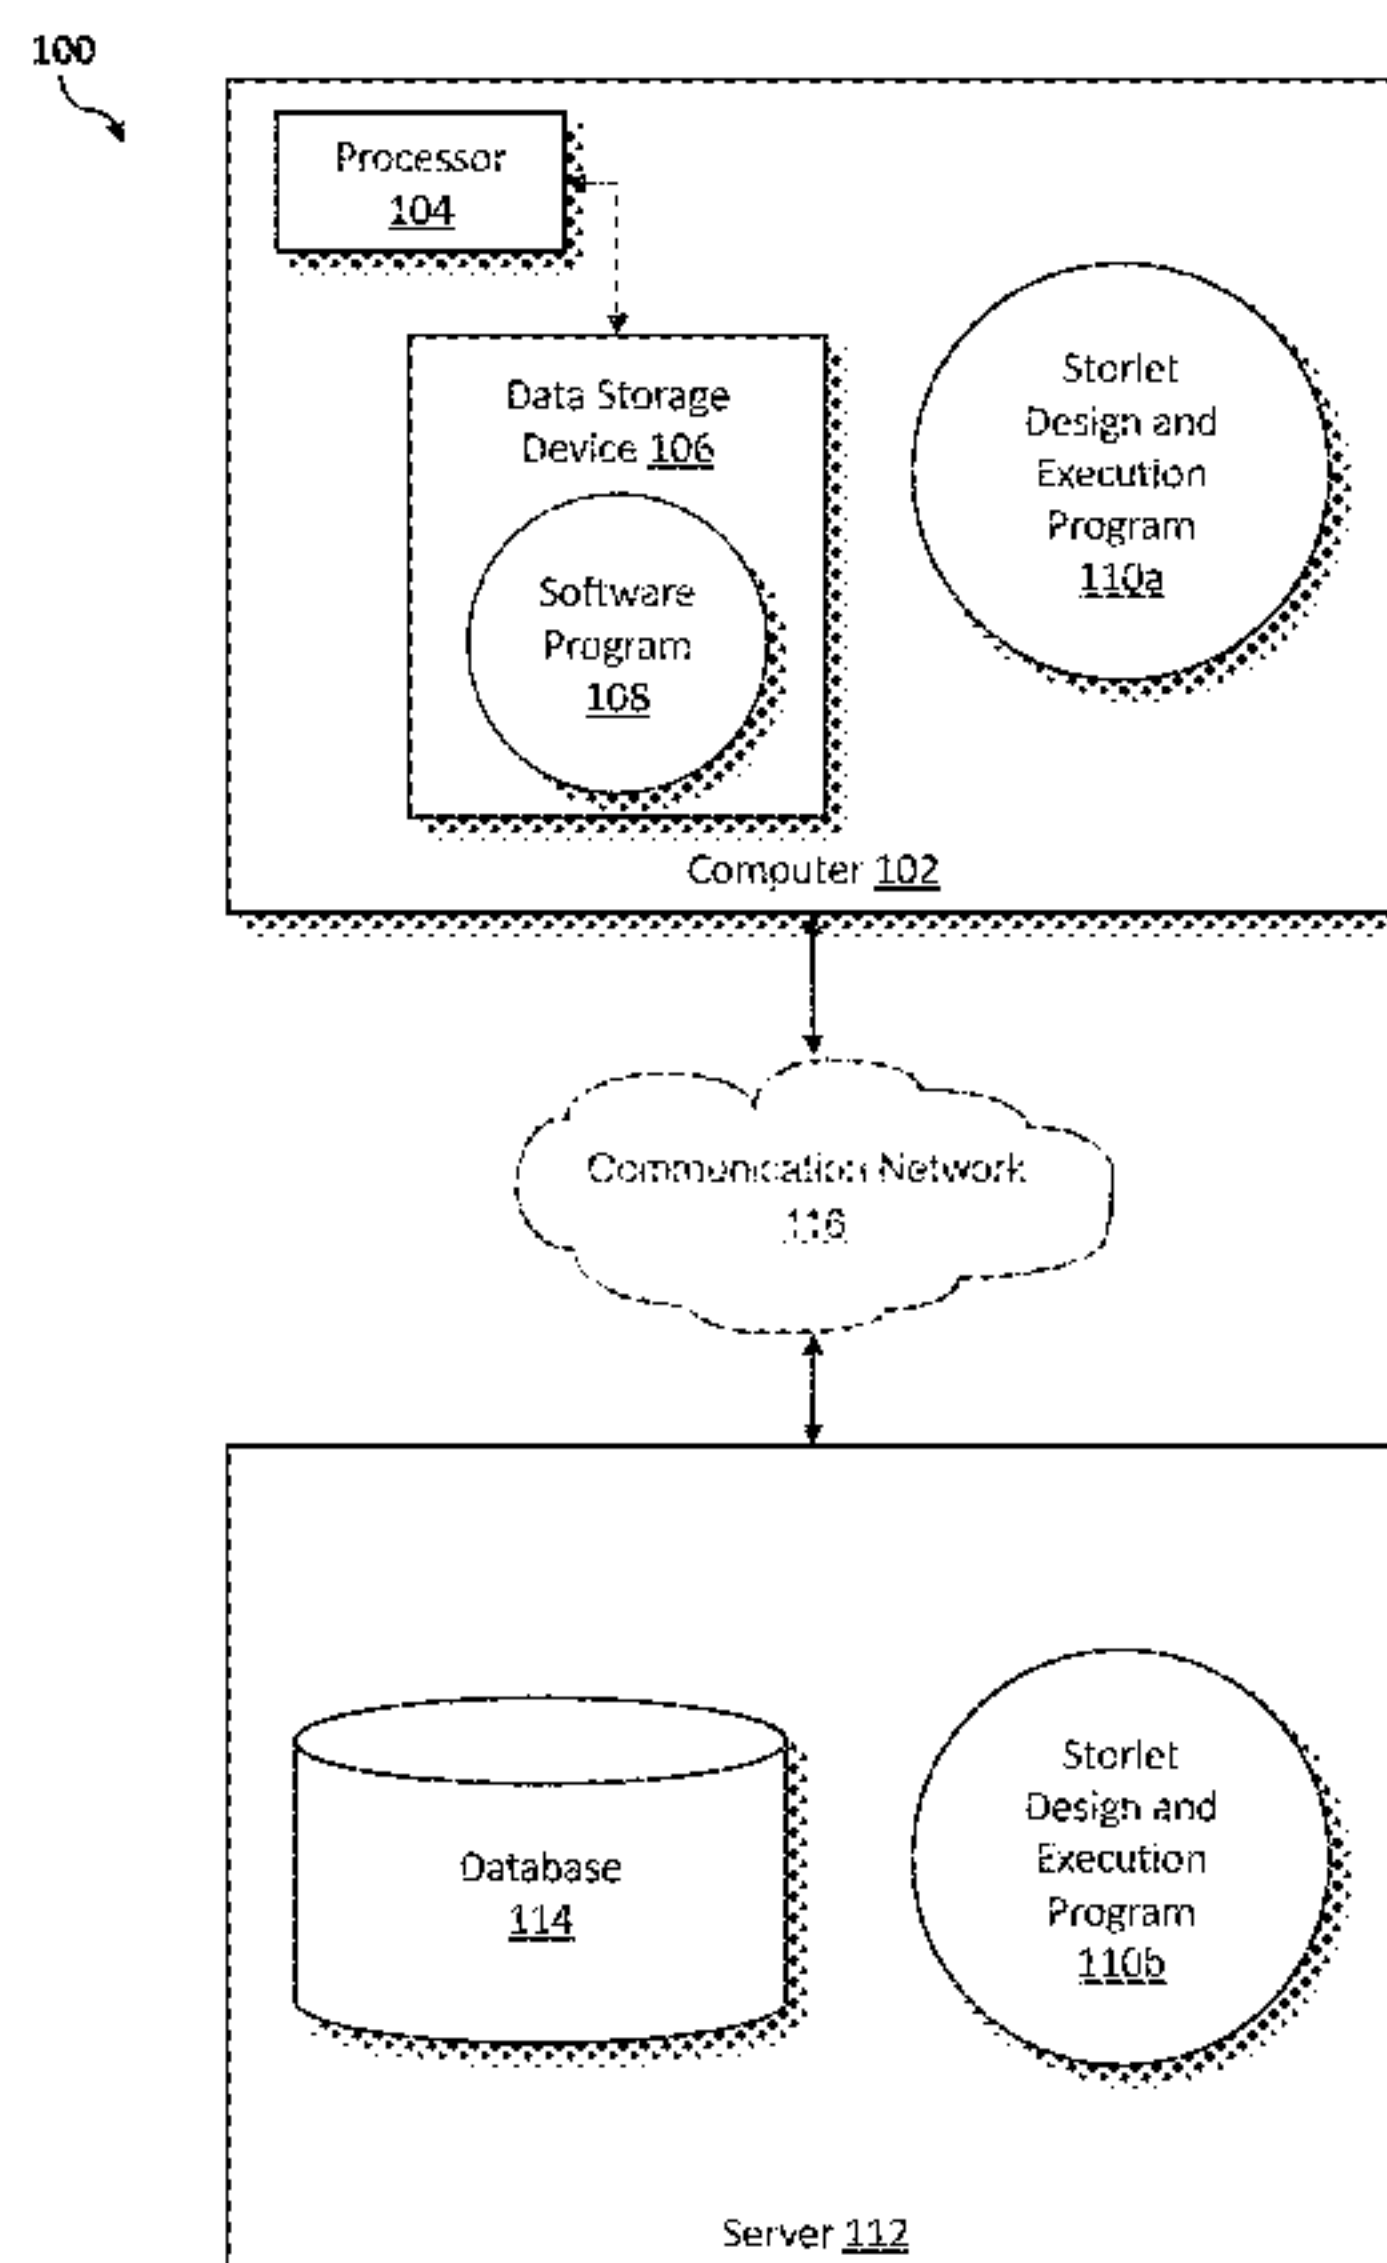 100
Processor
104
Data Storage
Device 106
Software
Program
108
Storlet
Design and
Execution
Program
110a
Computer 102
Communication Network
116
Database
114
Storlet
Design and
Execution
Program
110b
Server 112